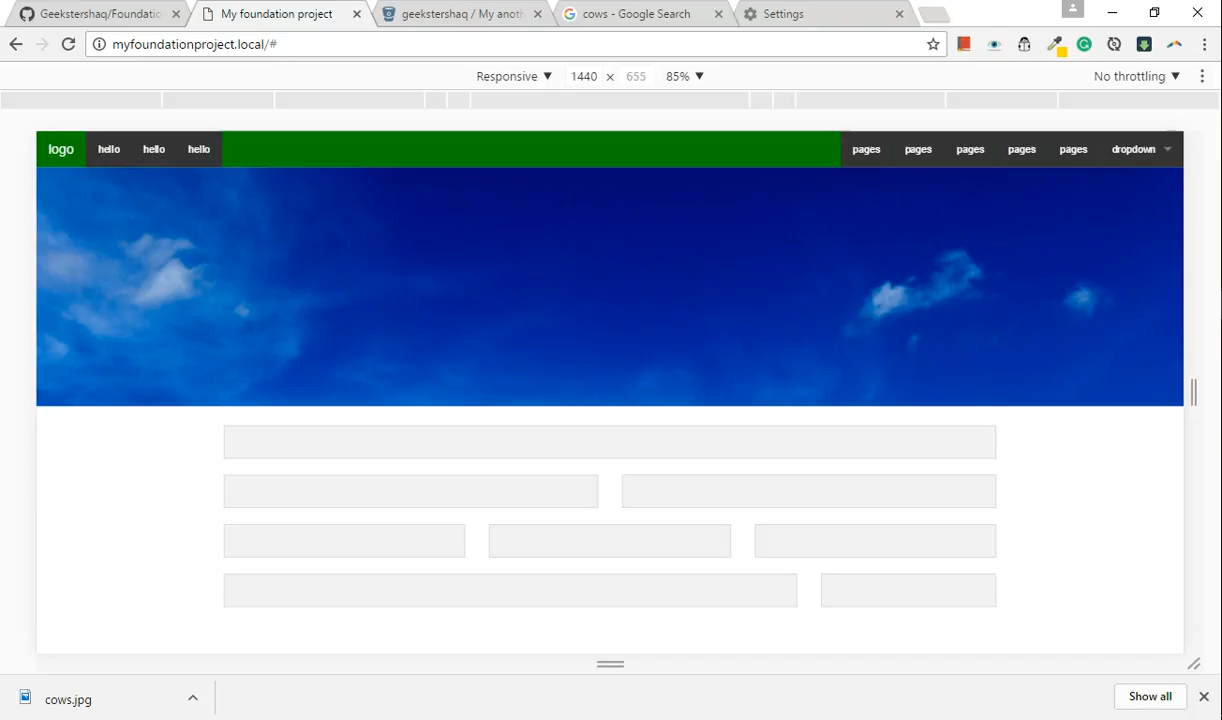 Geekstershaq/Foundatio
My foundation project
geekstershaq / My anoth
cows - Google Search
Settings
myfoundationproject.local/#
Responsive ▼ 1440 × 655 85% ▼ No throttling ▼
logo hello hello hello pages pages pages pages pages dropdown
cows.jpg
Show all